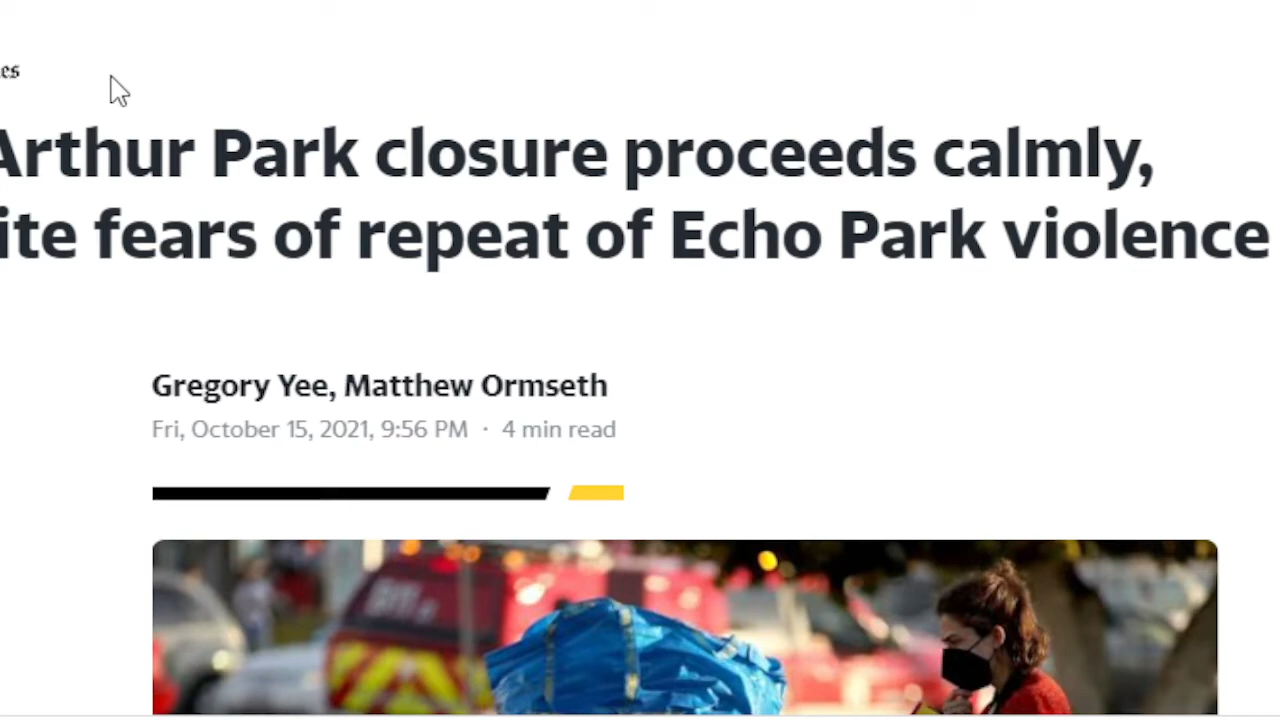 es
Arthur Park closure proceeds calmly,
ite fears of repeat of Echo Park violence
Gregory Yee, Matthew Ormseth
Fri, October 15, 2021, 9:56 PM · 4 min read